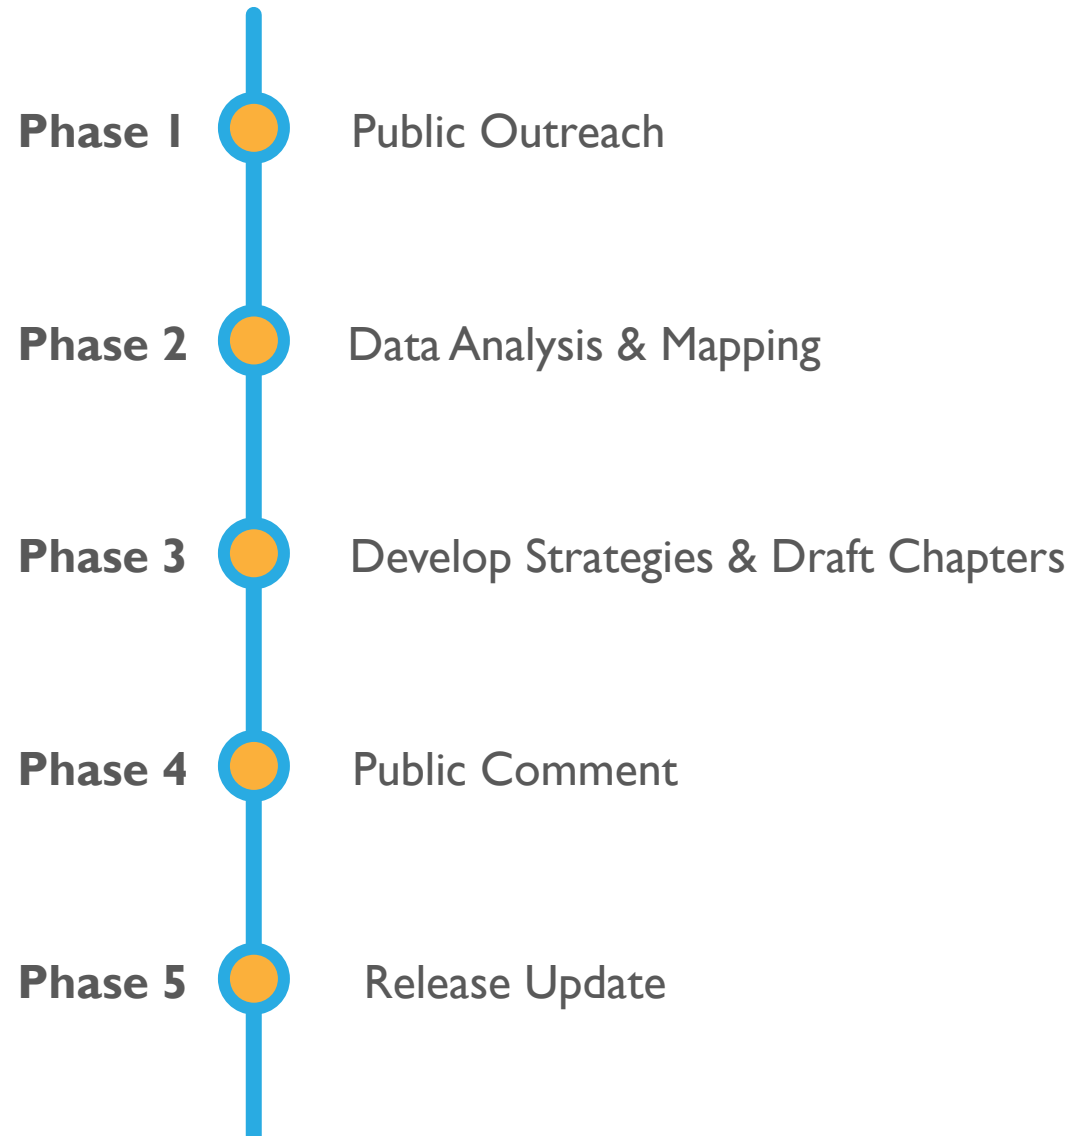 Phase 1 Public Outreach
Phase 2 Data Analysis & Mapping
Phase 3 Develop Strategies & Draft Chapters
Phase 4 Public Comment
Phase 5 Release Update